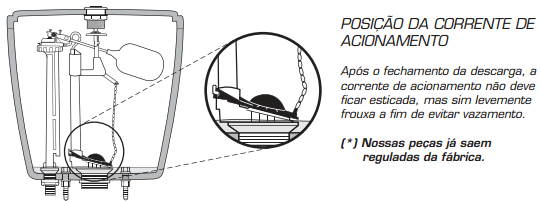 POSIÇÃO DA CORRENTE DE
ACIONAMENTO
Após o fechamento da descarga, a
corrente de acionamento não deve
ficar esticada, mas sim levemente
frouxa a fim de evitar vazamento.
(*) Nossas peças já saem
reguladas da fábrica.